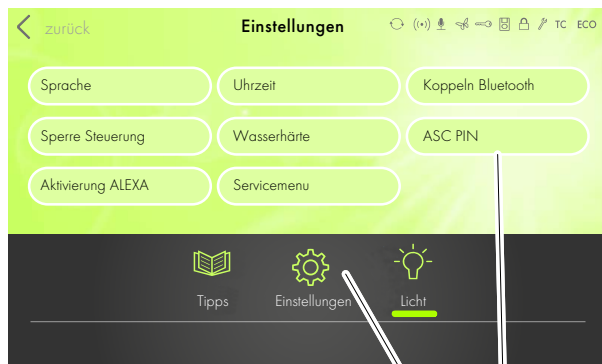 zurück Einstellungen TC ECO
Sprache Uhrzeit Koppeln Bluetooth
Sperre Steuerung Wasserhärte ASC PIN
Aktivierung ALEXA Servicemenu
Tipps Einstellungen Licht